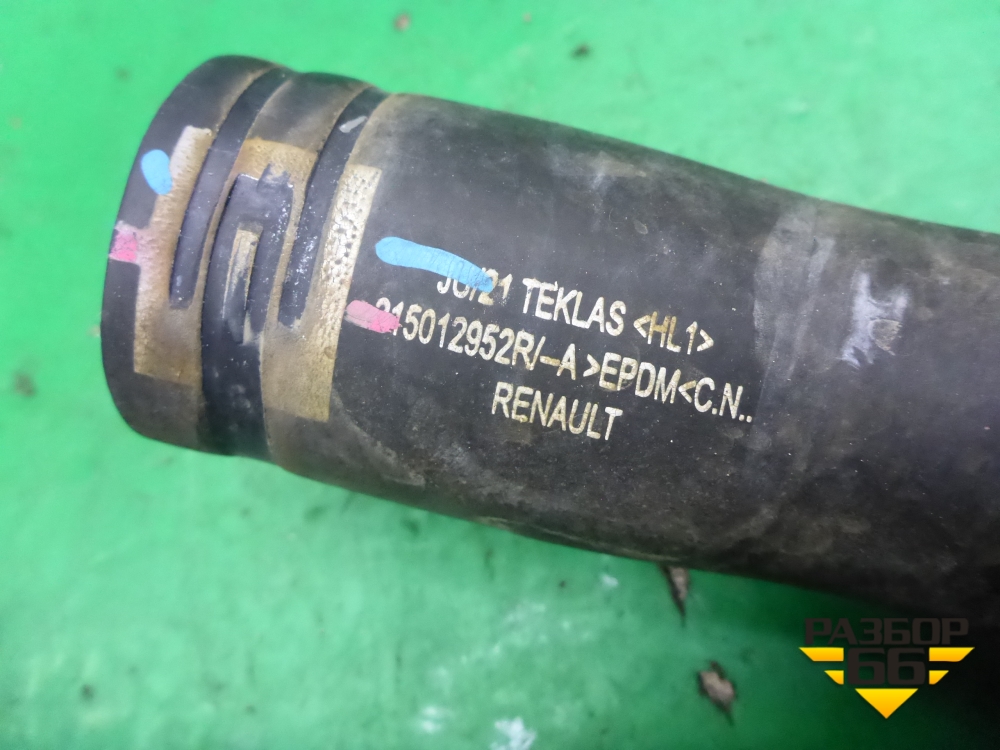 TEKLAS <HL1>
215012952R/-A >EPDM<C.N..
RENAULT
РАЗБОР
66